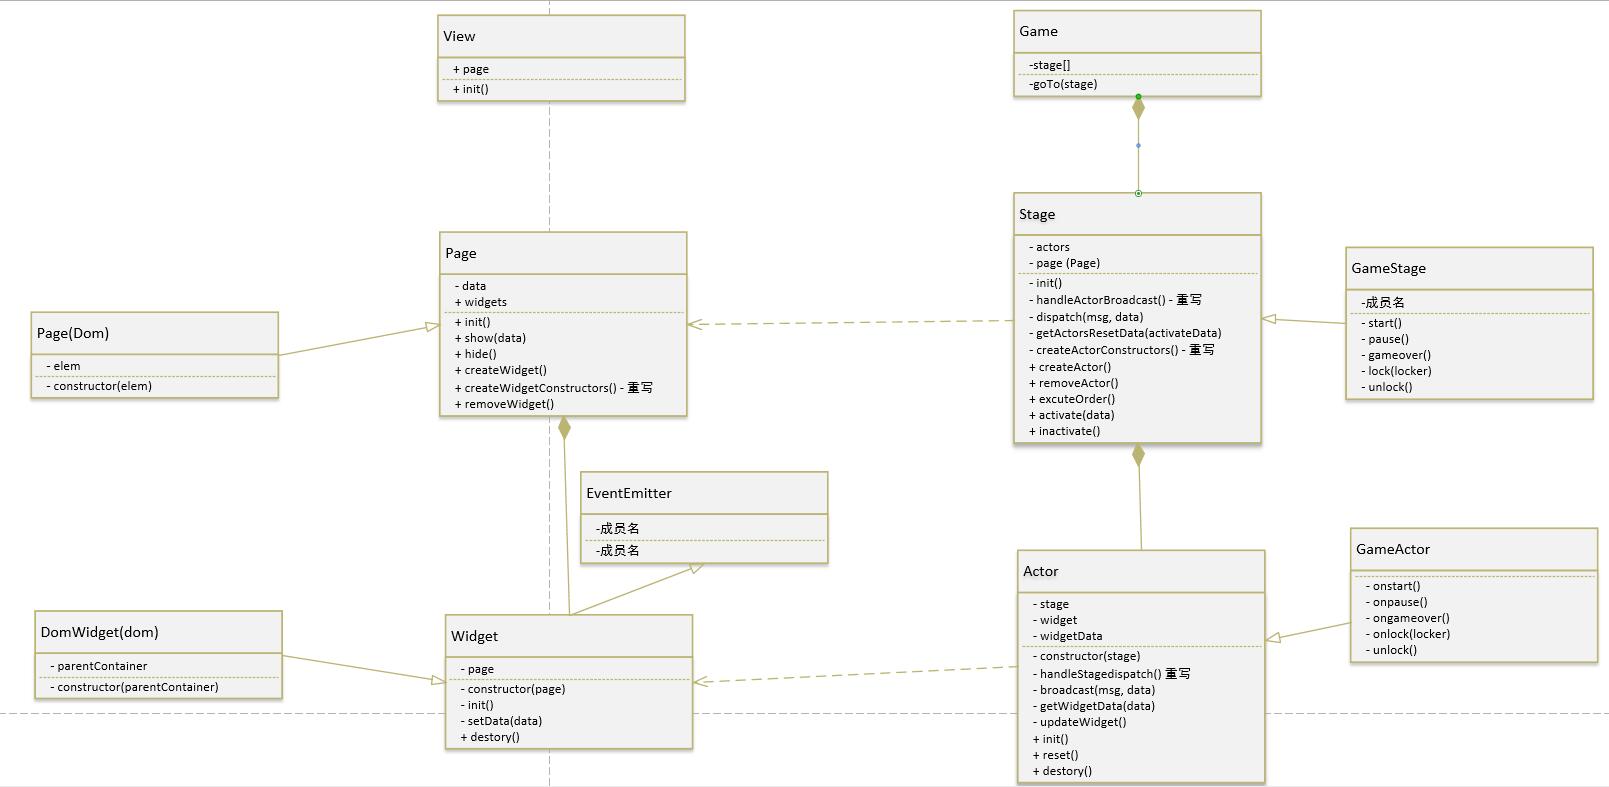 View
+ page
+ init()
Game
-stage[]
-goTo(stage)
Page
- data
+ widgets
+ init()
+ show(data)
+ hide()
+ createWidget()
+ createWidgetConstructors() - 重写
+ removeWidget()
Stage
- actors
- page (Page)
- init()
- handleActorBroadcast() - 重写
- dispatch(msg, data)
- getActorsResetData(activateData)
- createActorConstructors() - 重写
+ createActor()
+ removeActor()
+ excuteOrder()
+ activate(data)
+ inactivate()
GameStage
-成员名
- start()
- pause()
- gameover()
- lock(locker)
- unlock()
Page(Dom)
- elem
- constructor(elem)
EventEmitter
-成员名
-成员名
DomWidget(dom)
- parentContainer
- constructor(parentContainer)
Widget
- page
- constructor(page)
- init()
- setData(data)
+ destory()
Actor
- stage
- widget
- widgetData
- constructor(stage)
- handleStagedispatch() 重写
- broadcast(msg, data)
- getWidgetData(data)
- updateWidget()
+ init()
+ reset()
+ destory()
GameActor
- onstart()
- onpause()
- ongameover()
- onlock(locker)
- unlock()